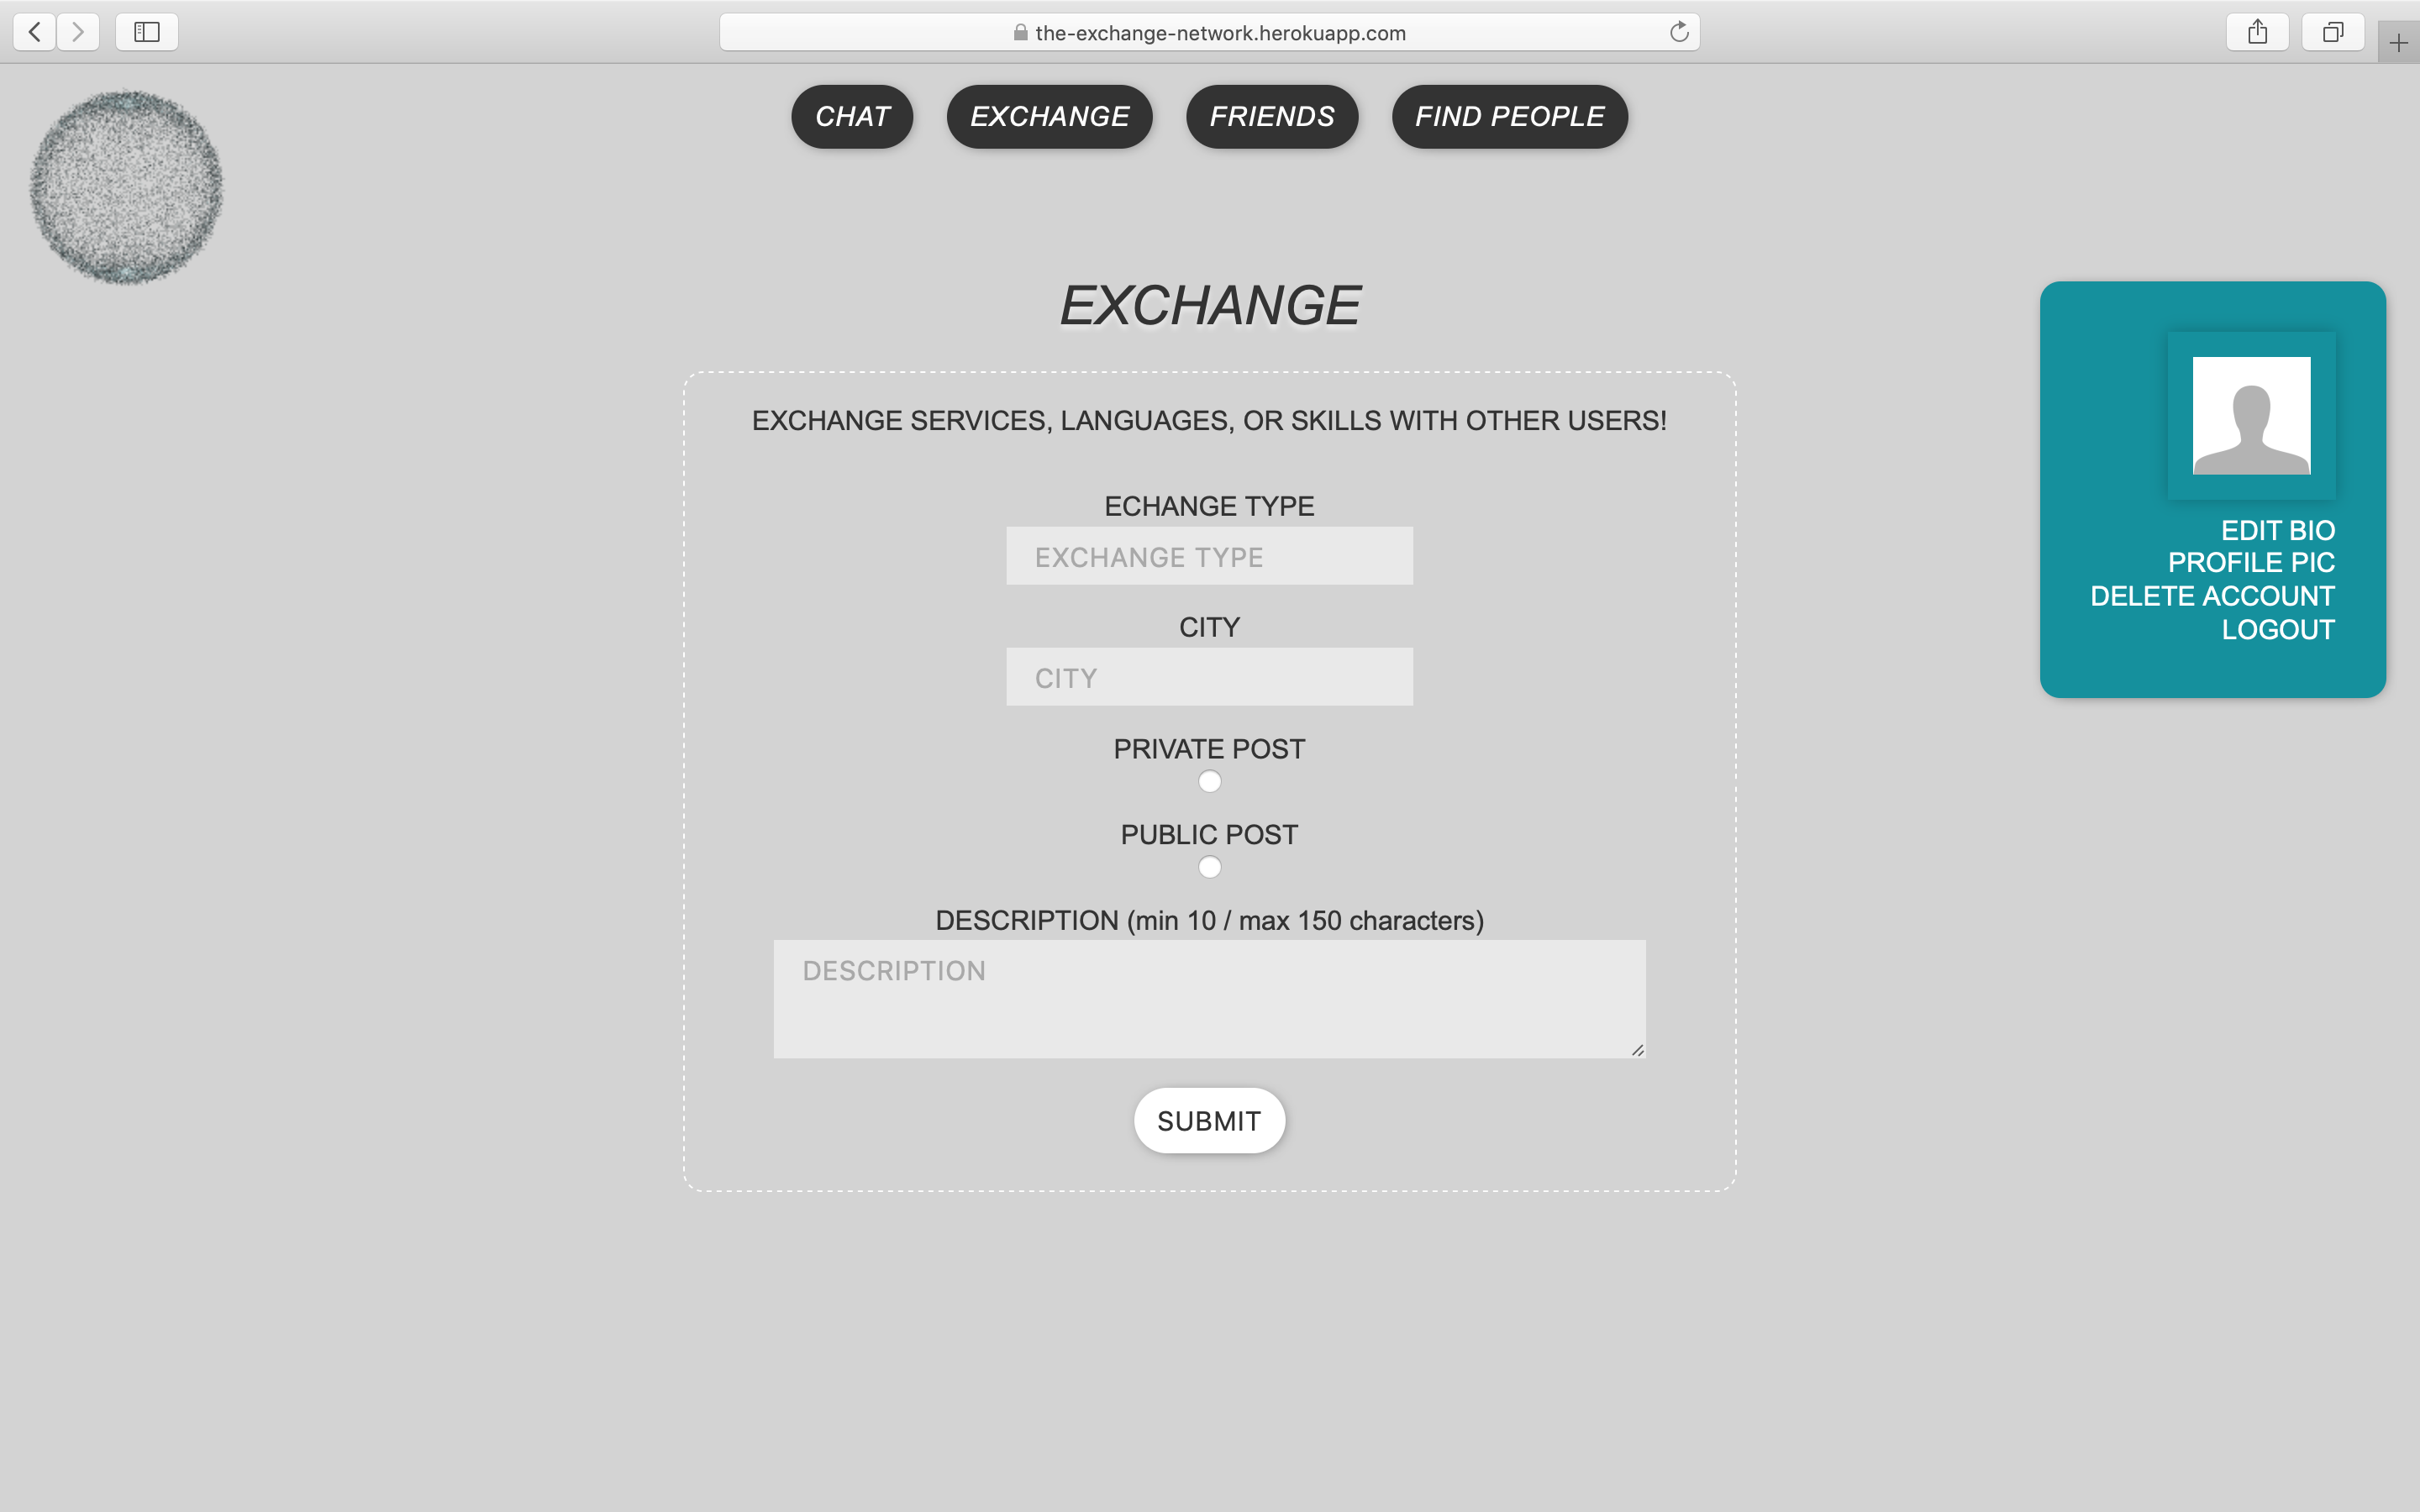 the-exchange-network.herokuapp.com
CHAT EXCHANGE FRIENDS FIND PEOPLE
EXCHANGE
EXCHANGE SERVICES, LANGUAGES, OR SKILLS WITH OTHER USERS!
ECHANGE TYPE
EXCHANGE TYPE
CITY
CITY
PRIVATE POST
PUBLIC POST
DESCRIPTION (min 10 / max 150 characters)
DESCRIPTION
SUBMIT
EDIT BIO
PROFILE PIC
DELETE ACCOUNT
LOGOUT